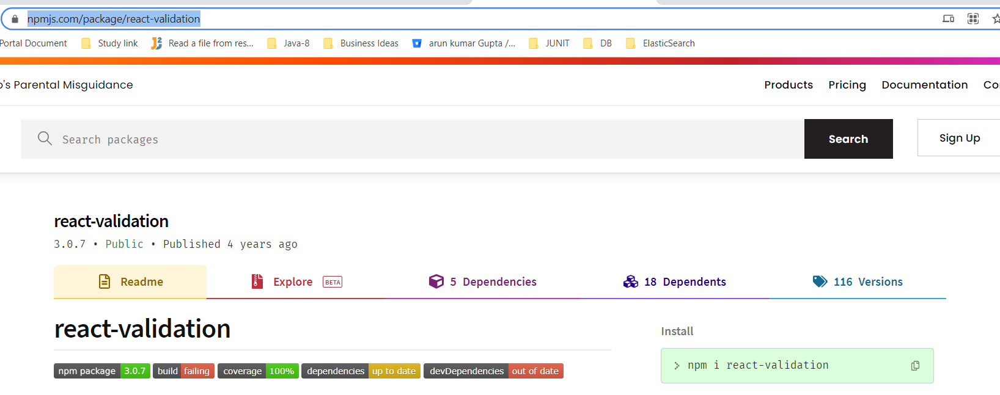 npmjs.com/package/react-validation
Portal Document Study link Read a file from res... Java-8 Business Ideas arun kumar Gupta /... JUNIT DB ElasticSearch
's Parental Misguidance Products Pricing Documentation Co
Search packages Search Sign Up
react-validation
3.0.7 • Public • Published 4 years ago
Readme Explore BETA 5 Dependencies 18 Dependents 116 Versions
react-validation
Install
npm package 3.0.7 build failing coverage 100% dependencies up to date devDependencies out of date
> npm i react-validation